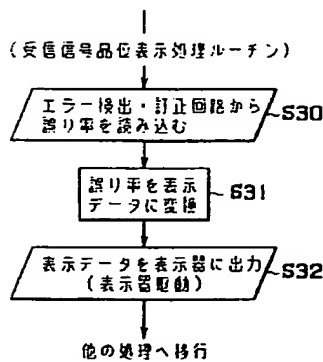 (受信信号品位表示処理ルーチン)
エラー検出・訂正回路から
誤り率を読み込む
S30
誤り率を表示
データに変換
S31
表示データを表示器に出力
(表示器駆動)
S32
他の処理へ移行